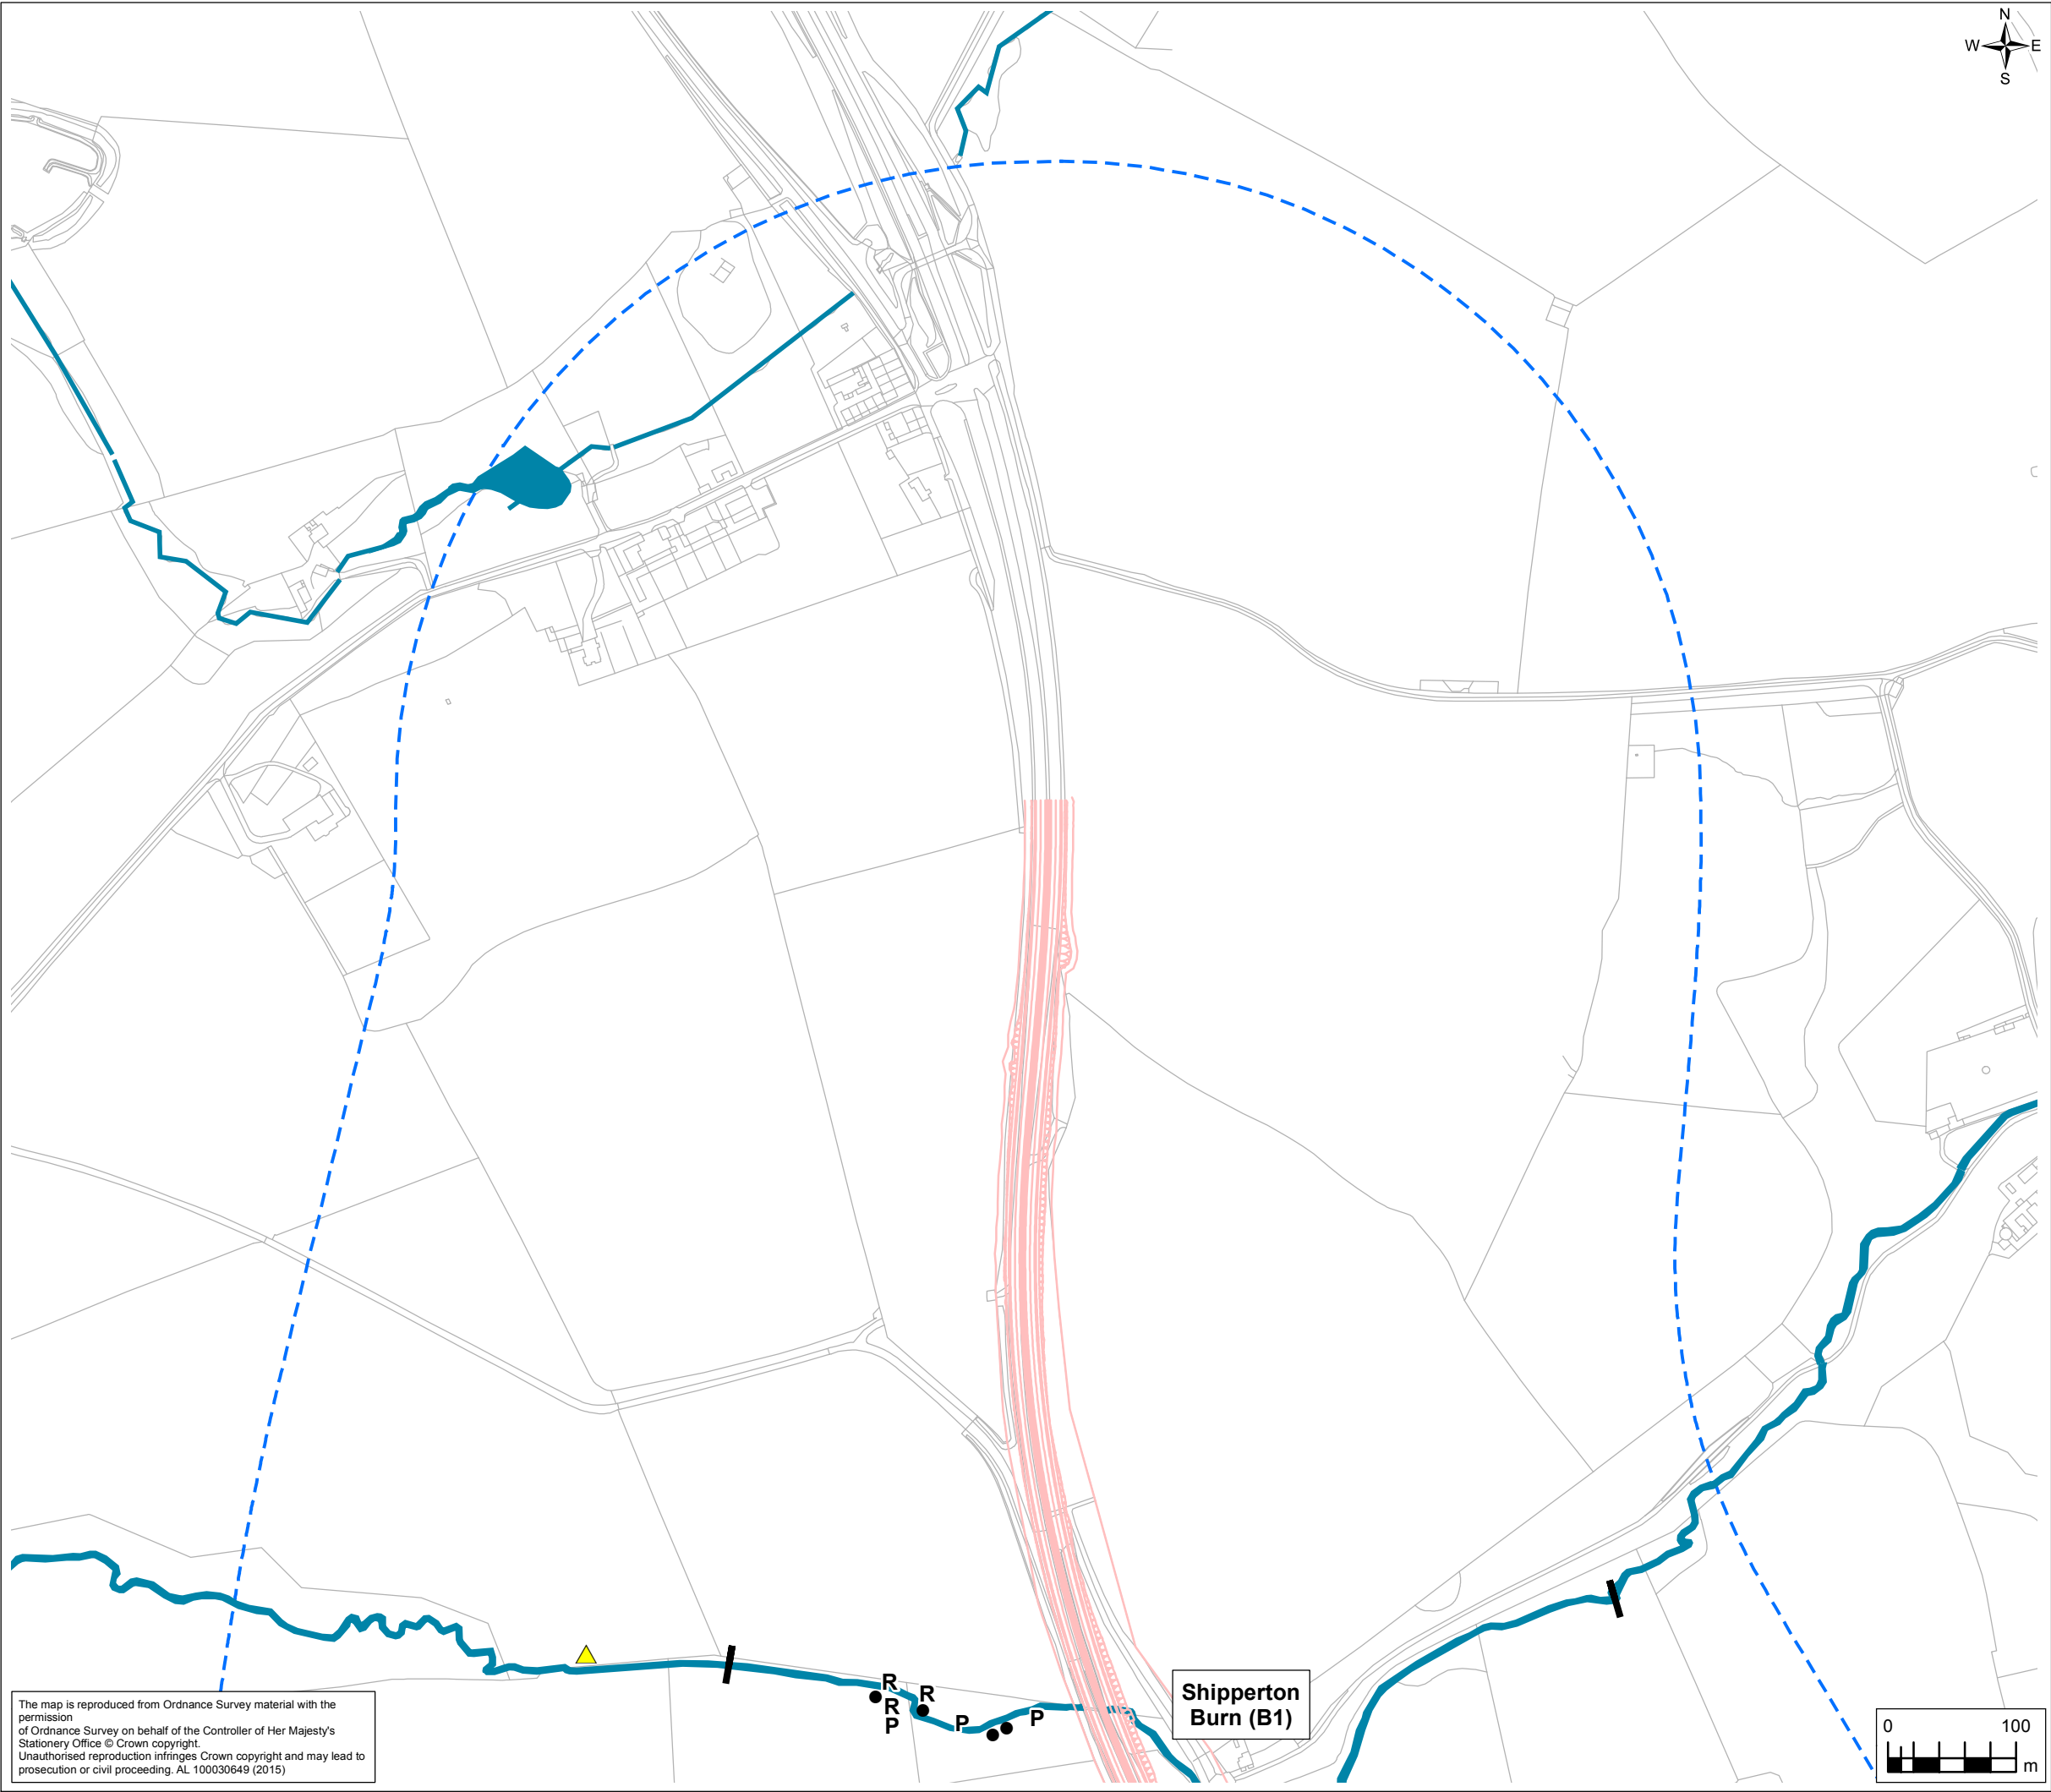 N
W E
S
R
R
R
P
P
P
Shipperton
Burn (B1)
The map is reproduced from Ordnance Survey material with the
permission
of Ordnance Survey on behalf of the Controller of Her Majesty's
Stationery Office © Crown copyright.
Unauthorised reproduction infringes Crown copyright and may lead to
prosecution or civil proceeding. AL 100030649 (2015)
0 100
m